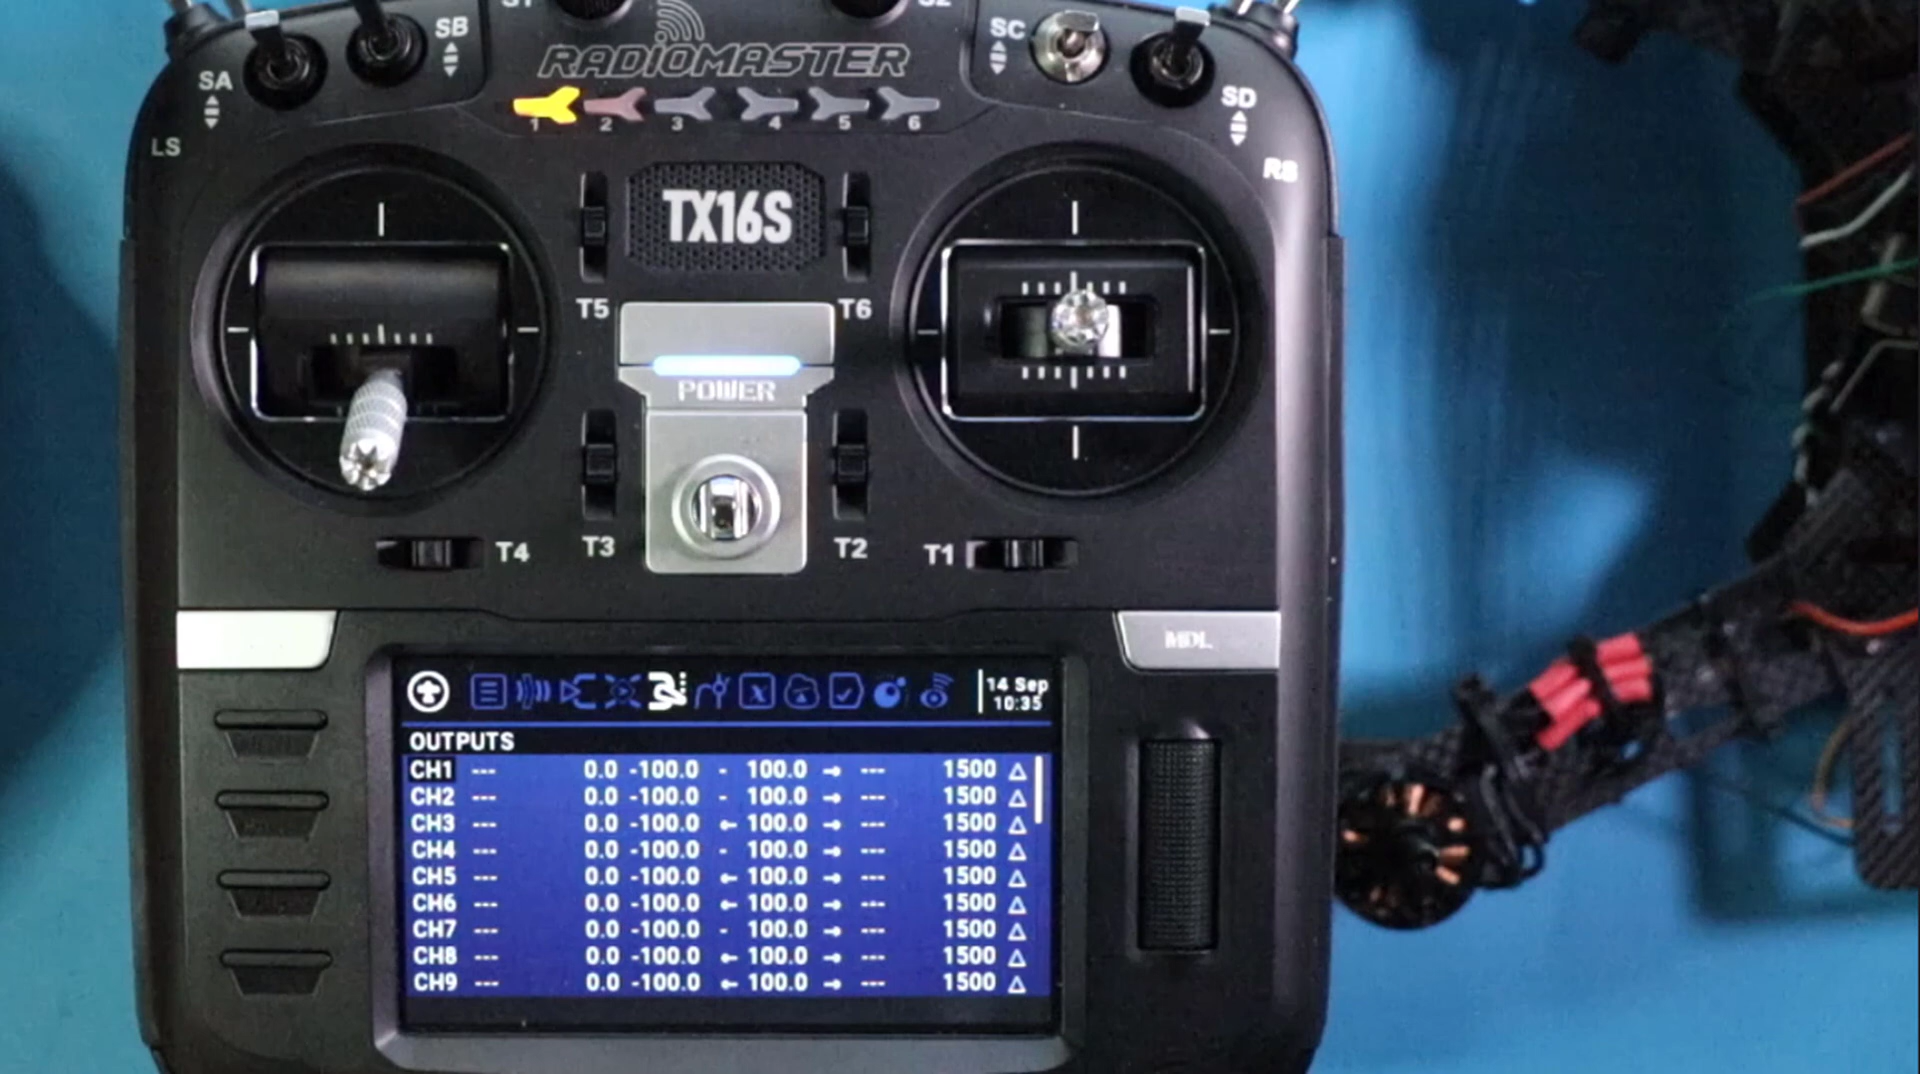 SB
SC
RADIOMASTER
SA
SD
1 2 3 4 5 6
LS
RS
TX16S
T5
T6
POWER
T4
T3
T2
T1
MDL
14 Sep
10:35
OUTPUTS
CH1 --- 0.0 -100.0 - 100.0 → --- 1500 △
CH2 --- 0.0 -100.0 - 100.0 → --- 1500 △
CH3 --- 0.0 -100.0 ← 100.0 → --- 1500 △
CH4 --- 0.0 -100.0 - 100.0 → --- 1500 △
CH5 --- 0.0 -100.0 ← 100.0 → --- 1500 △
CH6 --- 0.0 -100.0 ← 100.0 → --- 1500 △
CH7 --- 0.0 -100.0 - 100.0 → --- 1500 △
CH8 --- 0.0 -100.0 ← 100.0 → --- 1500 △
CH9 --- 0.0 -100.0 ← 100.0 → --- 1500 △